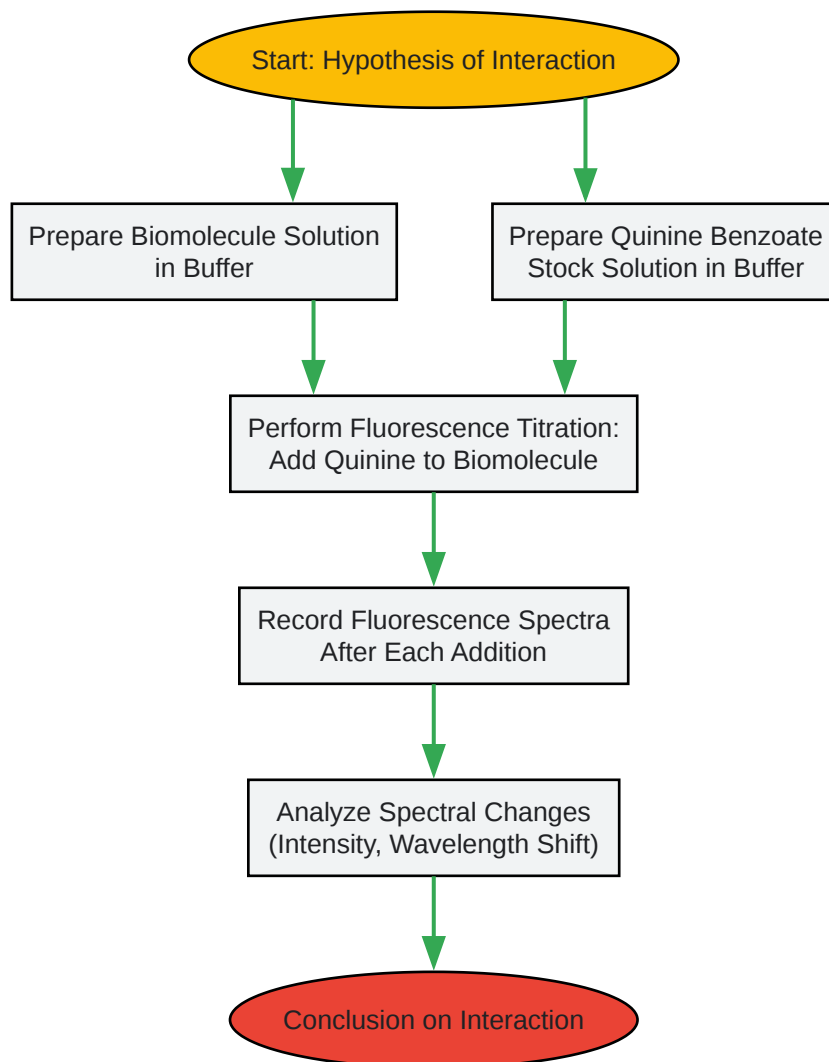 Start: Hypothesis of Interaction
Prepare Biomolecule Solution
in Buffer
Prepare Quinine Benzoate
Stock Solution in Buffer
Perform Fluorescence Titration:
Add Quinine to Biomolecule
Record Fluorescence Spectra
After Each Addition
Analyze Spectral Changes
(Intensity, Wavelength Shift)
Conclusion on Interaction